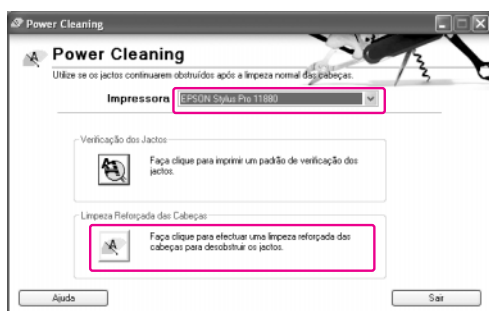 Power Cleaning
Power Cleaning
Utilize se os jactos continuarem obstruídos após a limpeza normal das cabeças.
Impressora EPSON Stylus Pro 11880
Verificação dos Jactos
Faça clique para imprimir um padrão de verificação dos
jactos.
Limpeza Reforçada das Cabeças
Faça clique para efectuar uma limpeza reforçada das
cabeças para desobstruir os jactos.
Ajuda Sair